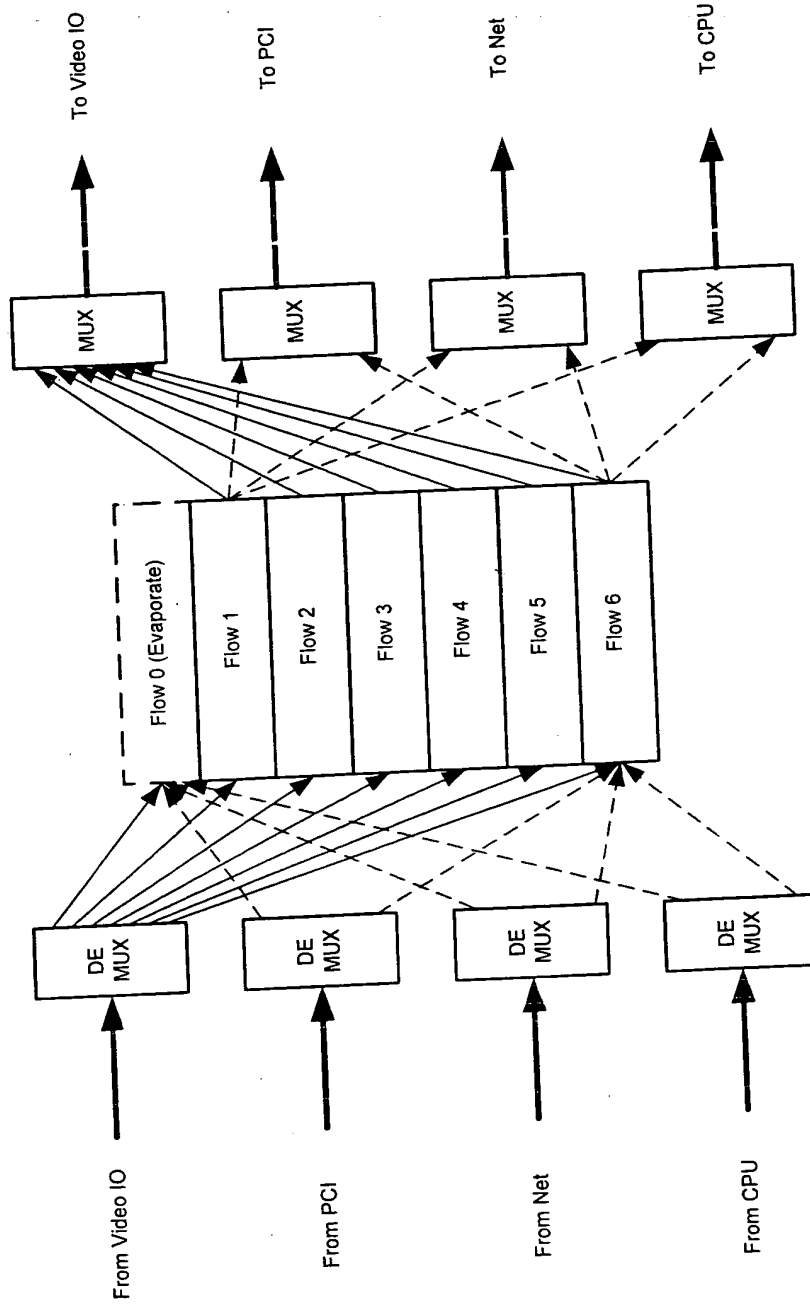 From Video IO
From PCI
From Net
From CPU
DE
MUX
DE
MUX
DE
MUX
DE
MUX
Flow 0 (Evaporate)
Flow 1
Flow 2
Flow 3
Flow 4
Flow 5
Flow 6
MUX
MUX
MUX
MUX
To Video IO
To PCI
To Net
To CPU